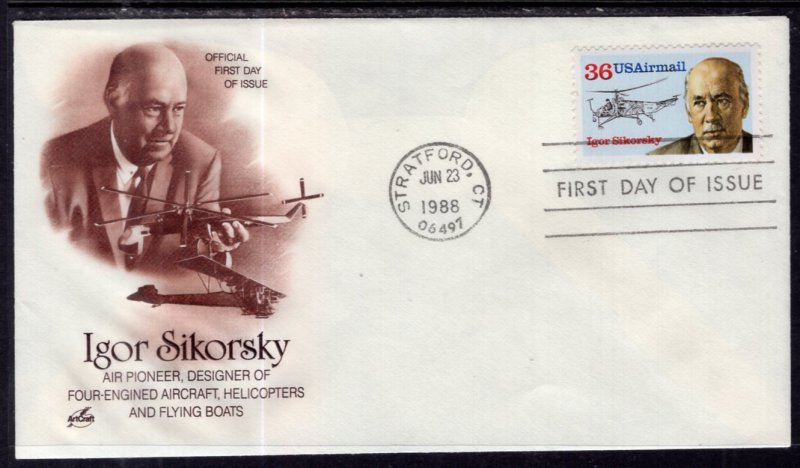 OFFICIAL
FIRST DAY
OF ISSUE
36 USAirmail
Igor Sikorsky
STRATFORD, CT
JUN 23
1988
06497
FIRST DAY OF ISSUE
Igor Sikorsky
AIR PIONEER, DESIGNER OF
FOUR-ENGINED AIRCRAFT, HELICOPTERS
AND FLYING BOATS
ArtCraft